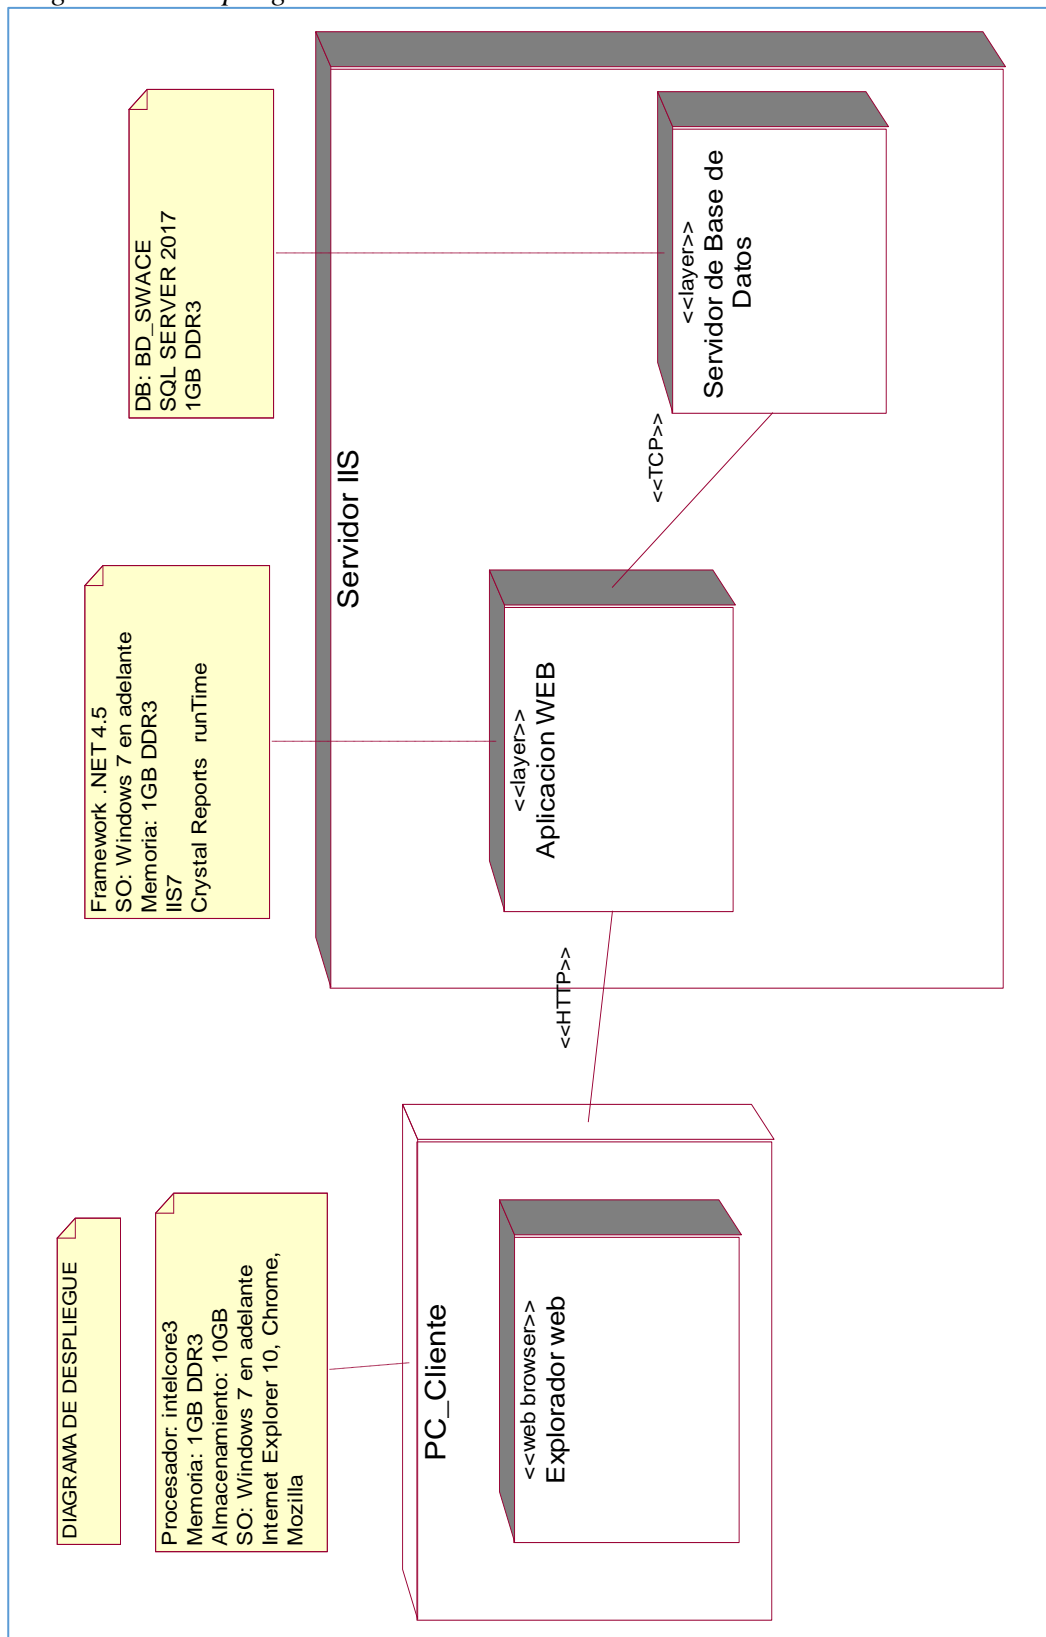 DIAGRAMA DE DESPLIEGUE
Procesador: intelcore3
Memoria: 1GB DDR3
Almacenamiento: 10GB
SO: Windows 7 en adelante
Internet Explorer 10, Chrome,
Mozilla
PC_Cliente
<<web browser>>
Explorador web
<<HTTP>>
Framework .NET 4.5
SO: Windows 7 en adelante
Memoria: 1GB DDR3
IIS7
Crystal Reports runTime
Servidor IIS
<<layer>>
Aplicacion WEB
<<TCP>>
DB: BD_SWACE
SQL SERVER 2017
1GB DDR3
<<layer>>
Servidor de Base de
Datos